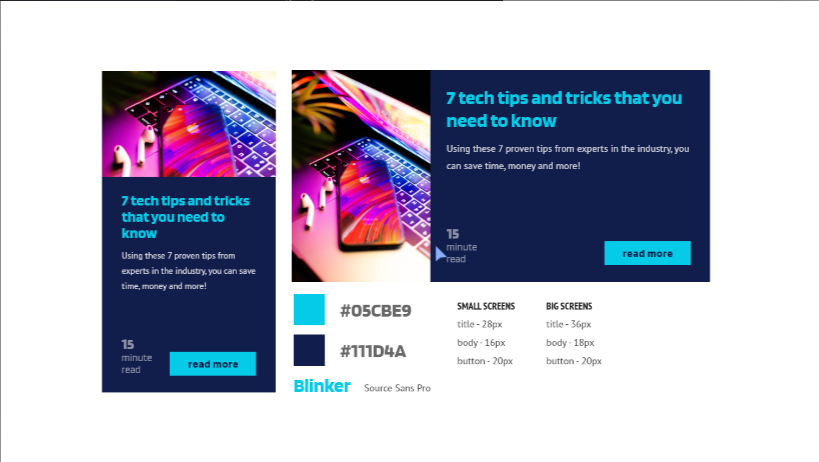 7 tech tips and tricks
that you need to
know
Using these 7 proven tips from
experts in the industry, you can save
time, money and more!
15
minute
read
read more
7 tech tips and tricks that you
need to know
Using these 7 proven tips from experts in the industry, you
can save time, money and more!
15
minute
read
read more
#05CBE9
#111D4A
Blinker
Source Sans Pro
SMALL SCREENS
title - 28px
body - 16px
button - 20px
BIG SCREENS
title - 36px
body - 18px
button - 20px